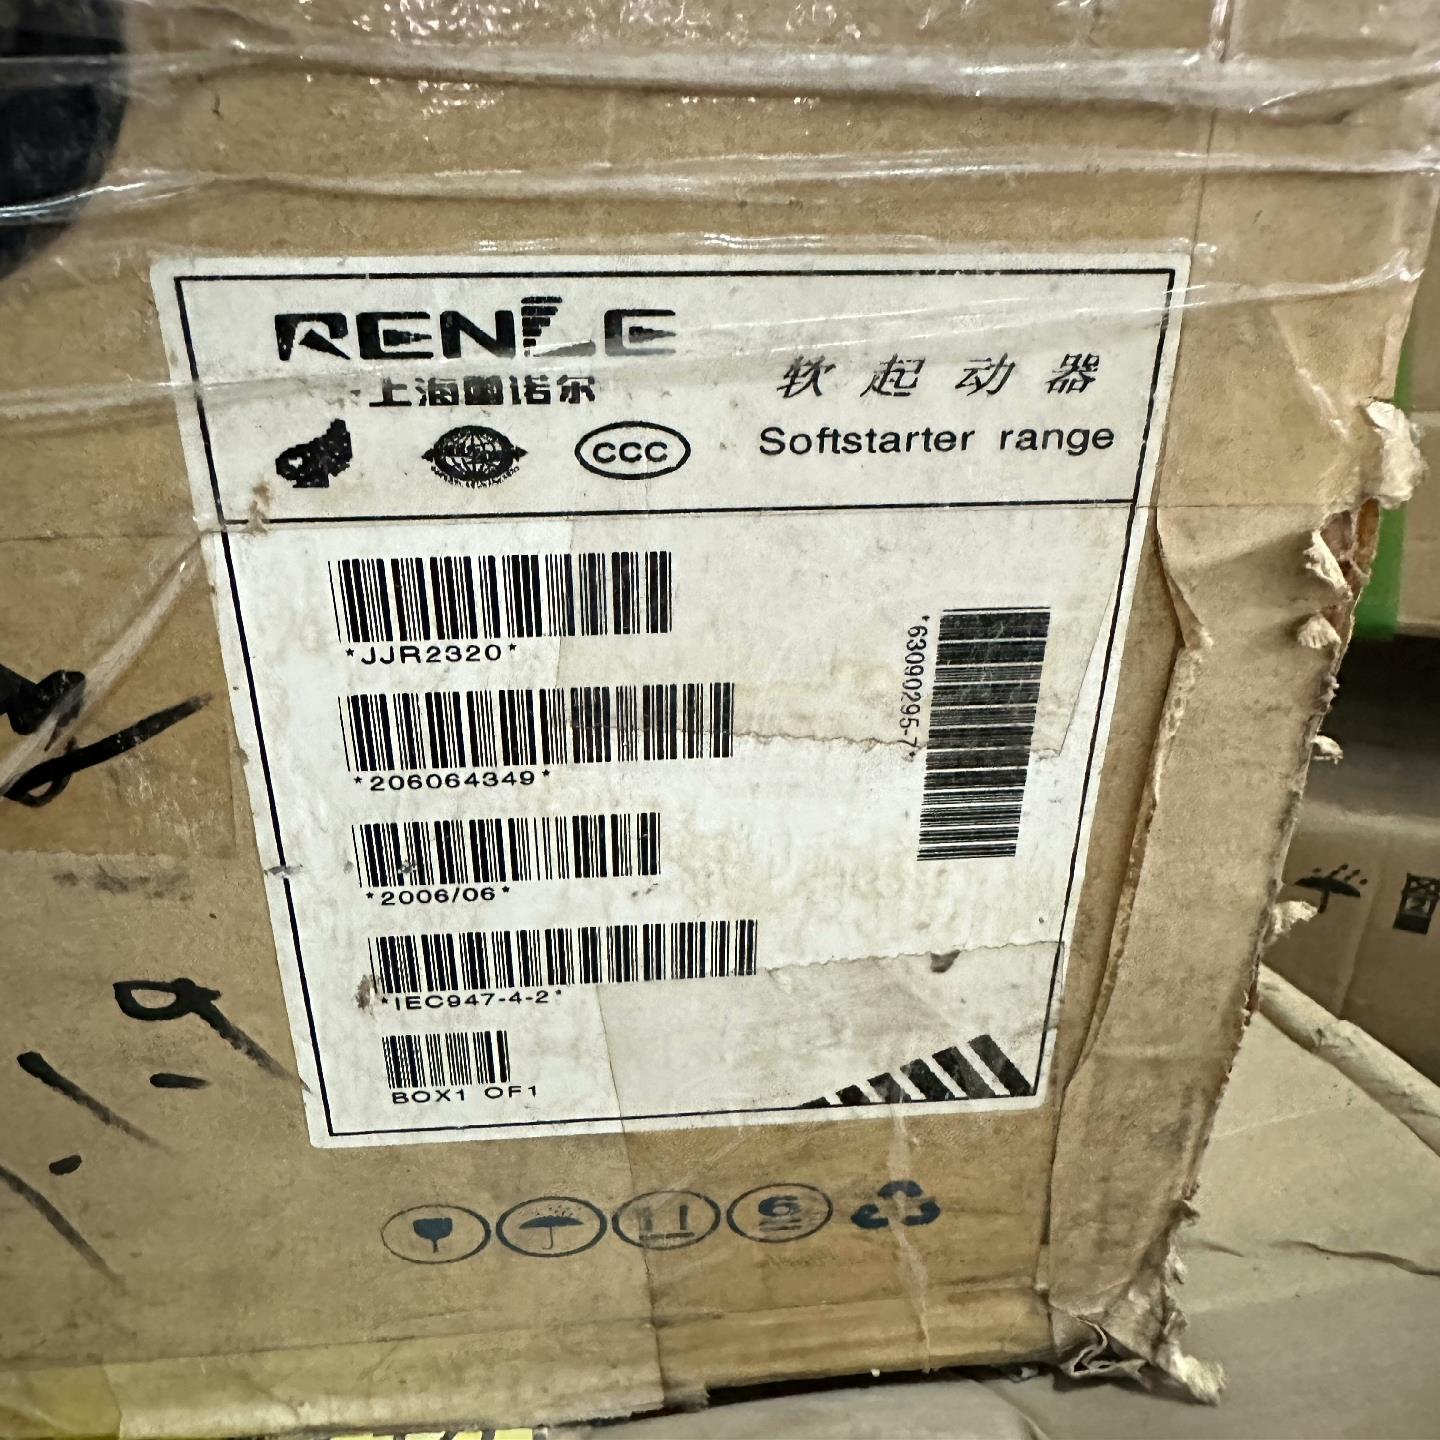 RENLE
上海雷诺尔
软起动器
CCC
Softstarter range
*JJR2320*
*63090295-7*
*206064349*
*2006/06*
*IEC947-4-2*
BOX1 OF1
6